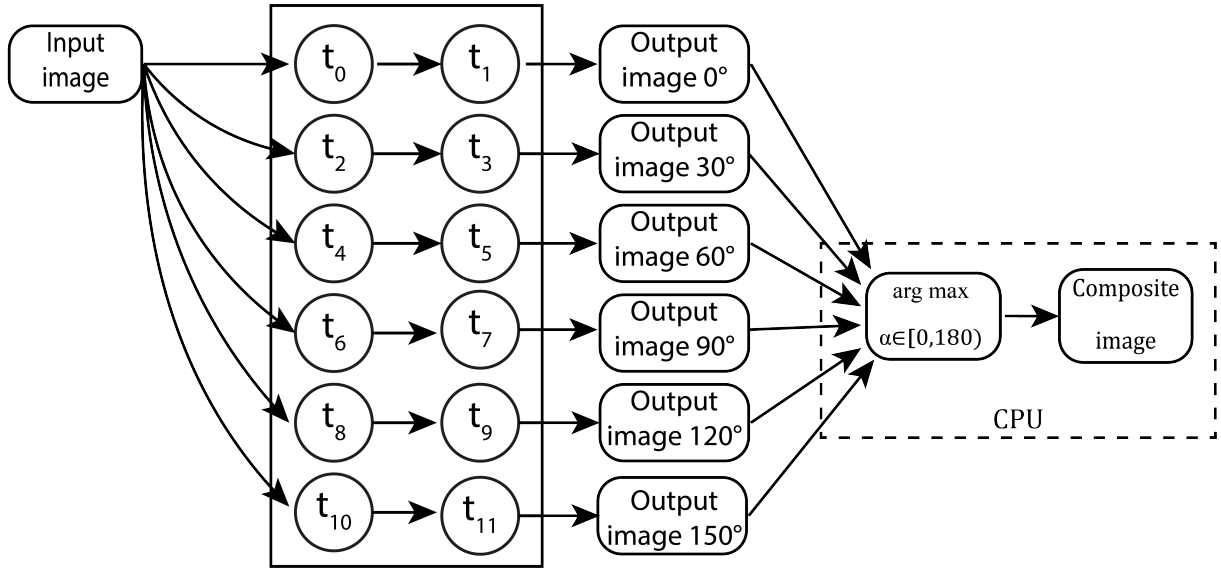 Input
image
t0
t1
Output
image 0°
t2
t3
Output
image 30°
t4
t5
Output
image 60°
t6
t7
Output
image 90°
t8
t9
Output
image 120°
t10
t11
Output
image 150°
arg max
α∈[0,180)
Composite
image
CPU